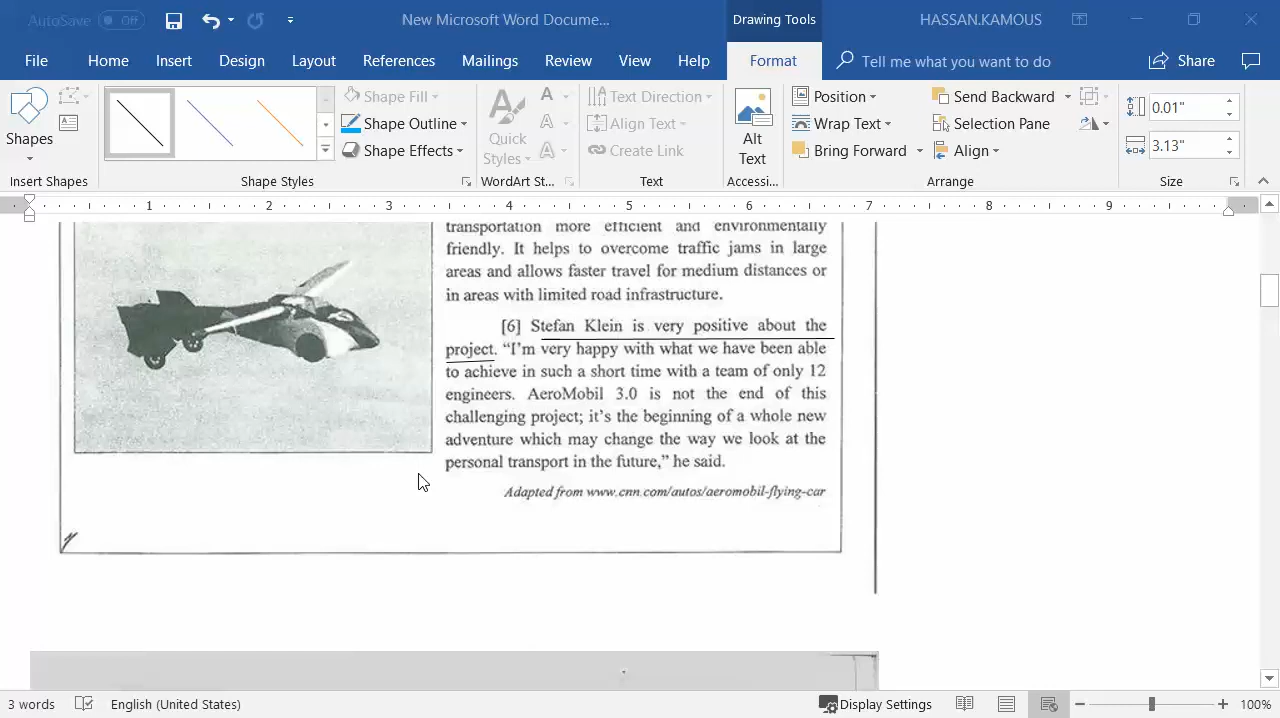 AutoSave Off
New Microsoft Word Docume...
Drawing Tools
HASSAN.KAMOUS
File Home Insert Design Layout References Mailings Review View Help Format Tell me what you want to do Share
Shapes
Insert Shapes
Shape Fill
Shape Outline
Shape Effects
Shape Styles
Quick
Styles
WordArt St...
Text Direction
Align Text
Create Link
Text
Alt
Text
Accessi...
Position
Wrap Text
Bring Forward
Send Backward
Selection Pane
Align
Arrange
0.01"
3.13"
Size
1 2 3 4 5 6 7 8 9
transportation more efficient and environmentally
friendly. It helps to overcome traffic jams in large
areas and allows faster travel for medium distances or
in areas with limited road infrastructure.
[6] Stefan Klein is very positive about the
project. “I’m very happy with what we have been able
to achieve in such a short time with a team of only 12
engineers. AeroMobil 3.0 is not the end of this
challenging project; it’s the beginning of a whole new
adventure which may change the way we look at the
personal transport in the future,” he said.
Adapted from www.cnn.com/autos/aeromobil-flying-car
3 words English (United States) Display Settings 100%